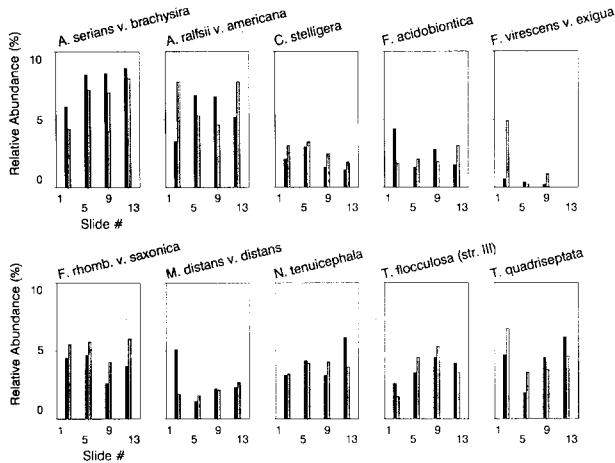 A. serians v. brachysira
A. ralfsii v. americana
C. stelligera
F. acidobiontica
F. virescens v. exigua
Relative Abundance (%)
10
5
0
1 5 9 13
1 5 9 13
1 5 9 13
1 5 9 13
1 5 9 13
Slide #
F. rhomb. v. saxonica
M. distans v. distans
N. tenuicephala
T. flocculosa (str. III)
T. quadriseptata
Relative Abundance (%)
10
5
0
1 5 9 13
1 5 9 13
1 5 9 13
1 5 9 13
1 5 9 13
Slide #